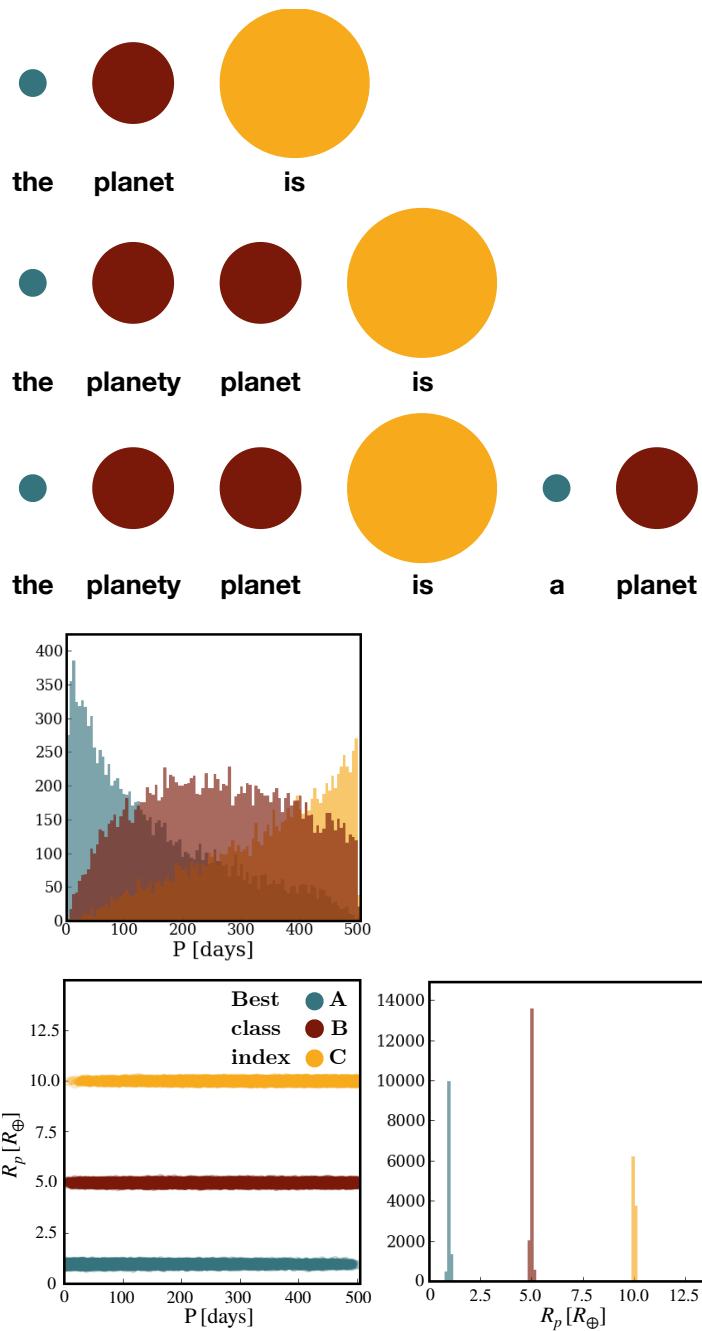 the planet is
the planety planet is
the planety planet is a planet
400
350
300
250
200
150
100
50
0
0 100 200 300 400 500
P [days]
Best A
class B
index C
12.5
10.0
7.5
5.0
2.5
0
R_p [R_⊕]
0 100 200 300 400 500
P [days]
14000
12000
10000
8000
6000
4000
2000
0
0 2.5 5.0 7.5 10.0 12.5
R_p [R_⊕]